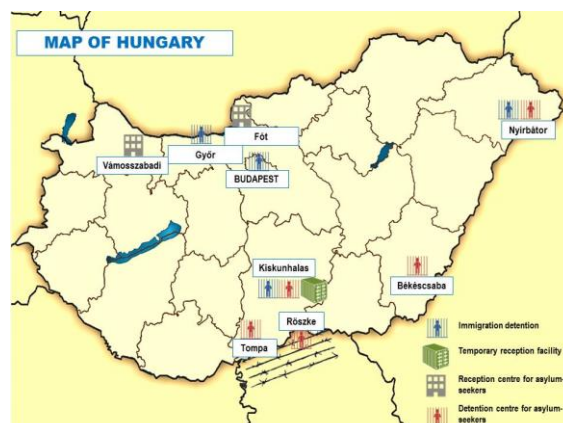 MAP OF HUNGARY
Fót
Nyírbátor
Győr
Vámosszabadi
BUDAPEST
Kiskunhalas
Békéscsaba
Röszke
Tompa
Immigration detention
Temporary reception facility
Reception centre for asylum-
seekers
Detention centre for asylum-
seekers